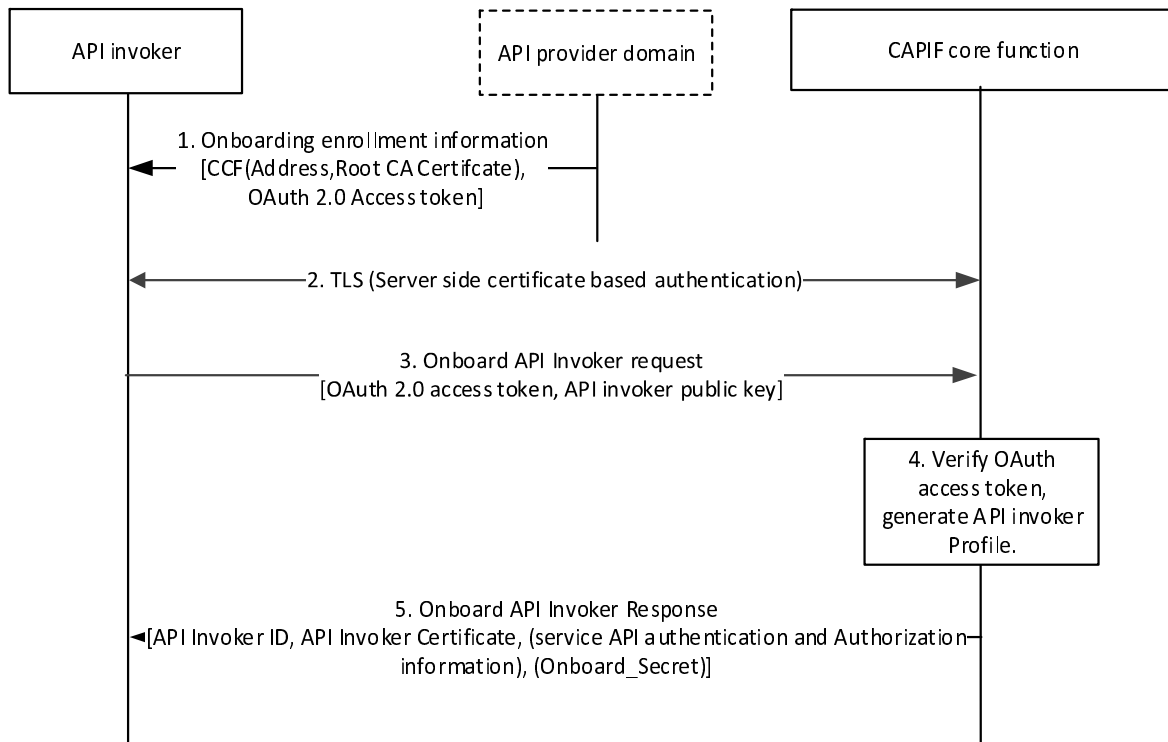 API invoker
API provider domain
CAPIF core function
1. Onboarding enrollment information
[CCF(Address,Root CA Certifcate),
OAuth 2.0 Access token]
2. TLS (Server side certificate based authentication)
3. Onboard API Invoker request
[OAuth 2.0 access token, API invoker public key]
4. Verify OAuth
access token,
generate API invoker
Profile.
5. Onboard API Invoker Response
[API Invoker ID, API Invoker Certificate, (service API authentication and Authorization
information), (Onboard_Secret)]